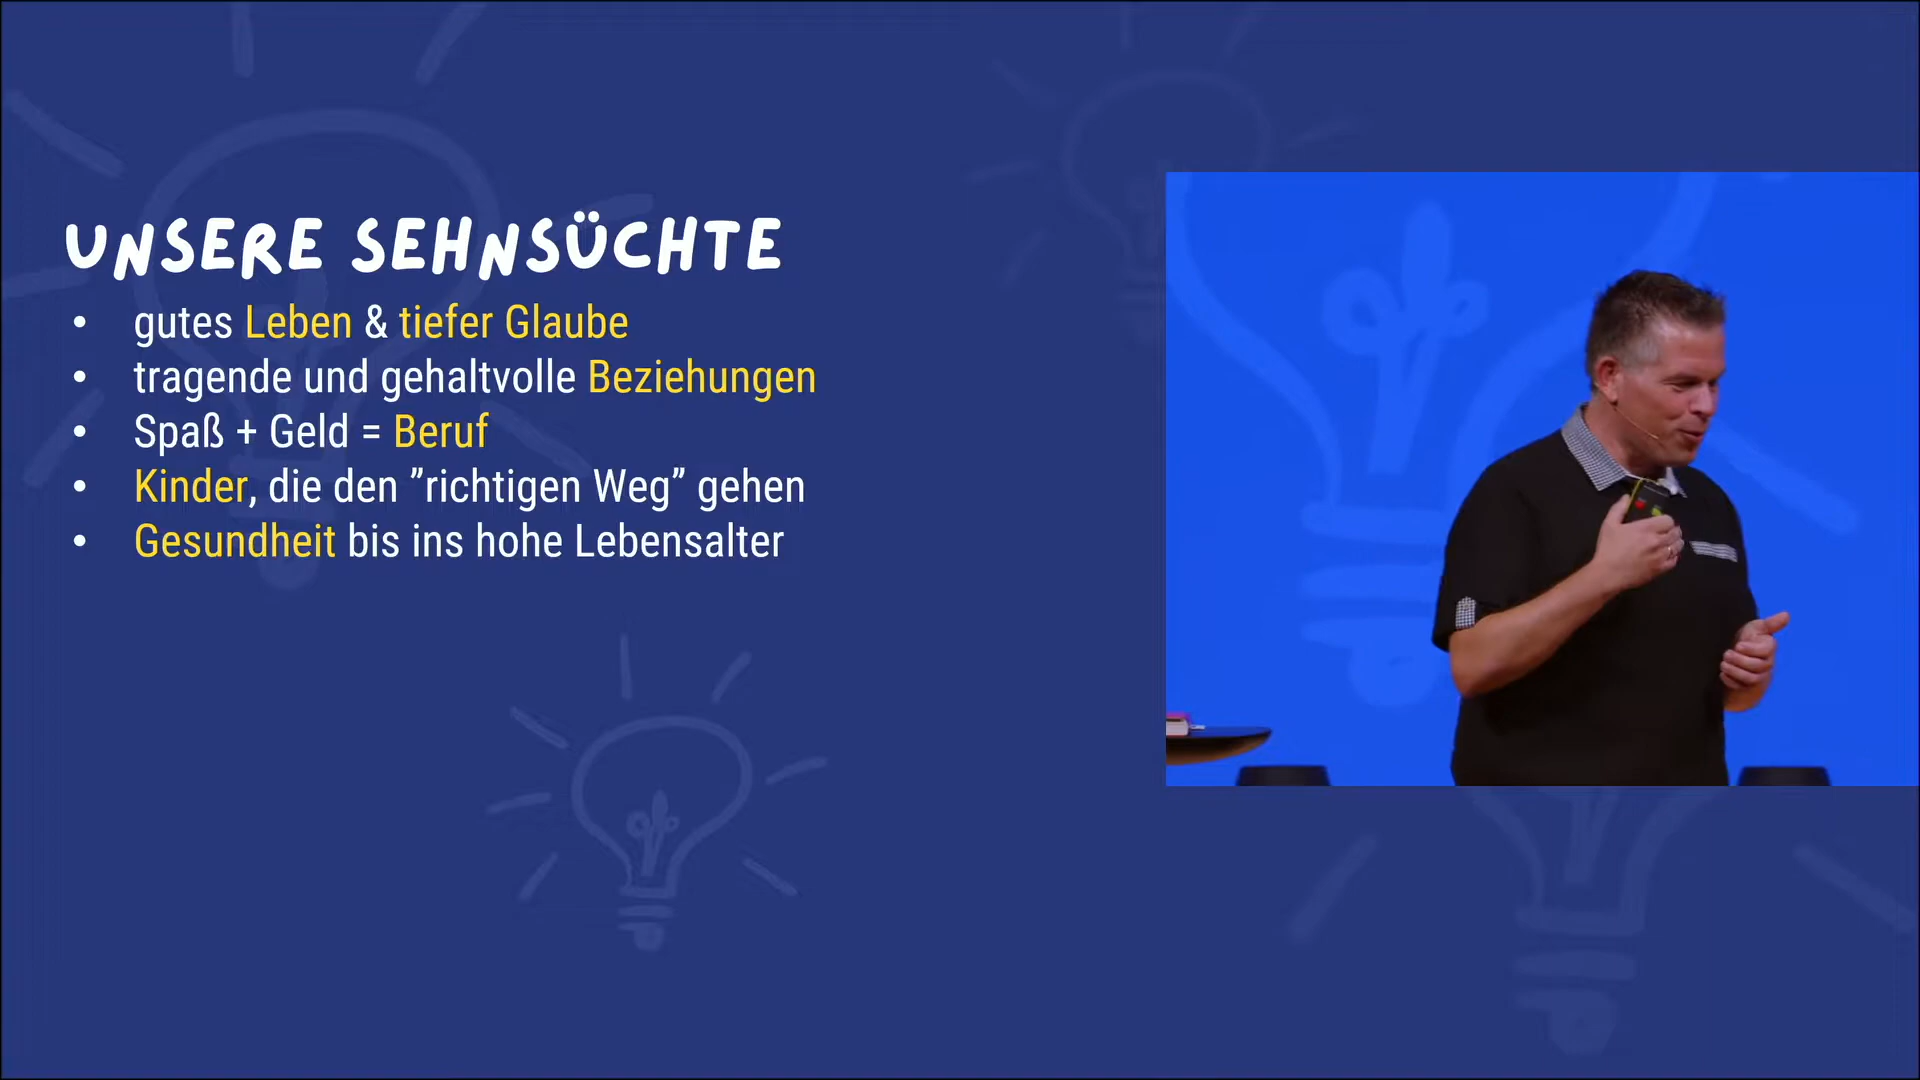 UNSERE SEHNSÜCHTE
• gutes Leben & tiefer Glaube
• tragende und gehaltvolle Beziehungen
• Spaß + Geld = Beruf
• Kinder, die den ”richtigen Weg” gehen
• Gesundheit bis ins hohe Lebensalter